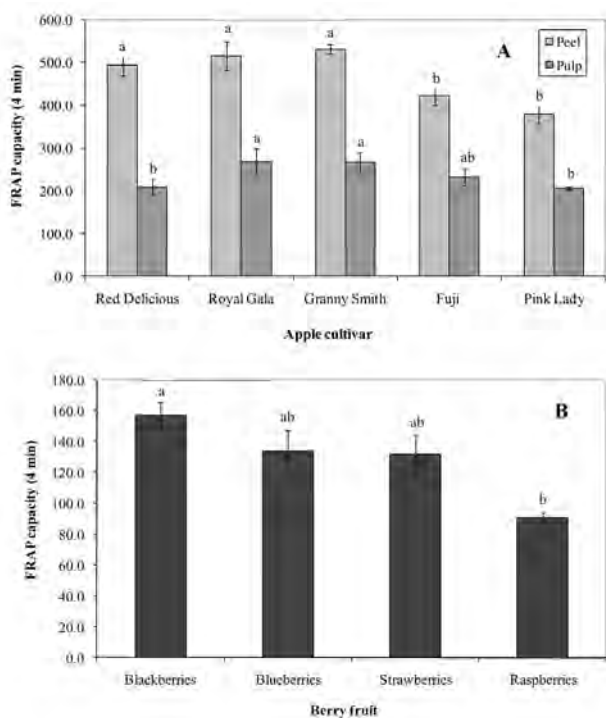 600.0
500.0
400.0
300.0
200.0
100.0
0.0
FRAP capacity (4 min)
A
Peel
Pulp
a
b
a
a
a
a
b
ab
b
b
Red Delicious Royal Gala Granny Smith Fuji Pink Lady
Apple cultivar
180.0
160.0
140.0
120.0
100.0
80.0
60.0
40.0
20.0
0.0
FRAP capacity (4 min)
B
a
ab
ab
b
Blackberries Blueberries Strawberries Raspberries
Berry fruit